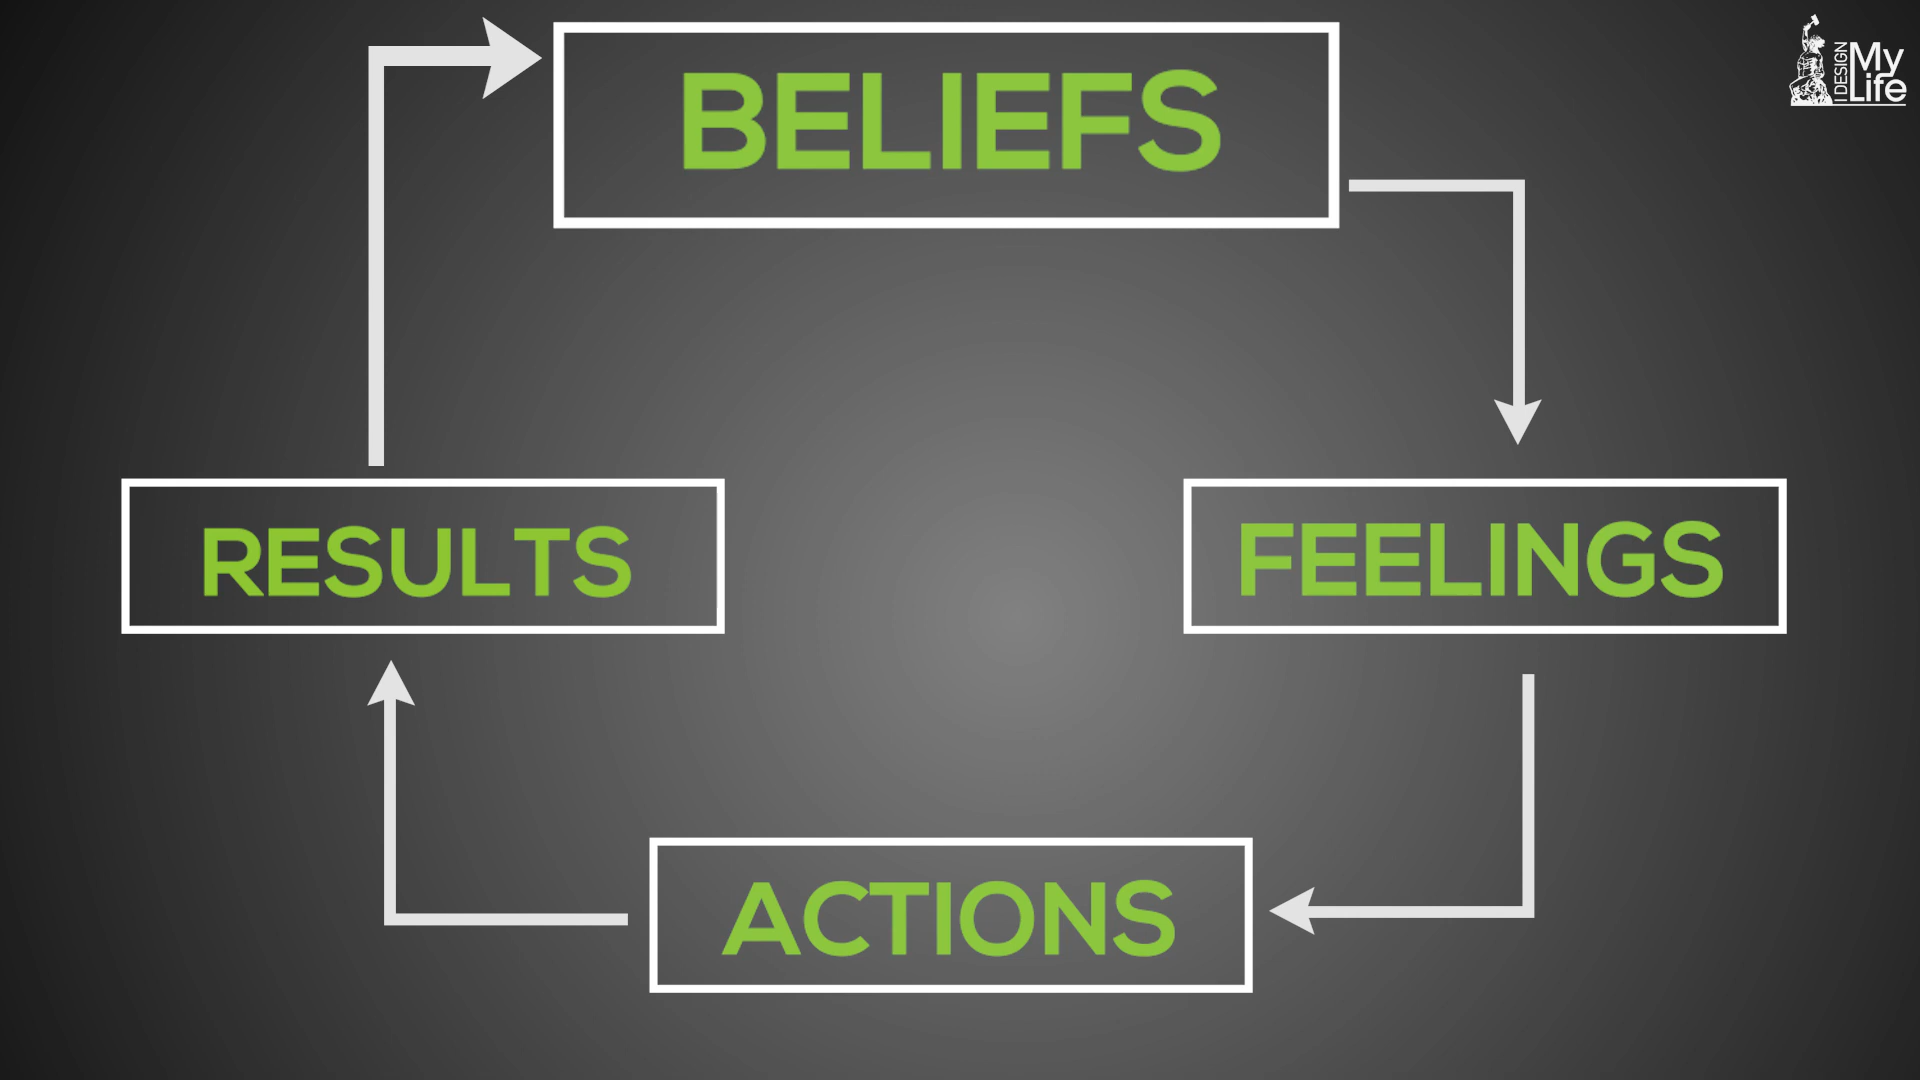 BELIEFS
I DESIGN
My
Life
RESULTS
FEELINGS
ACTIONS